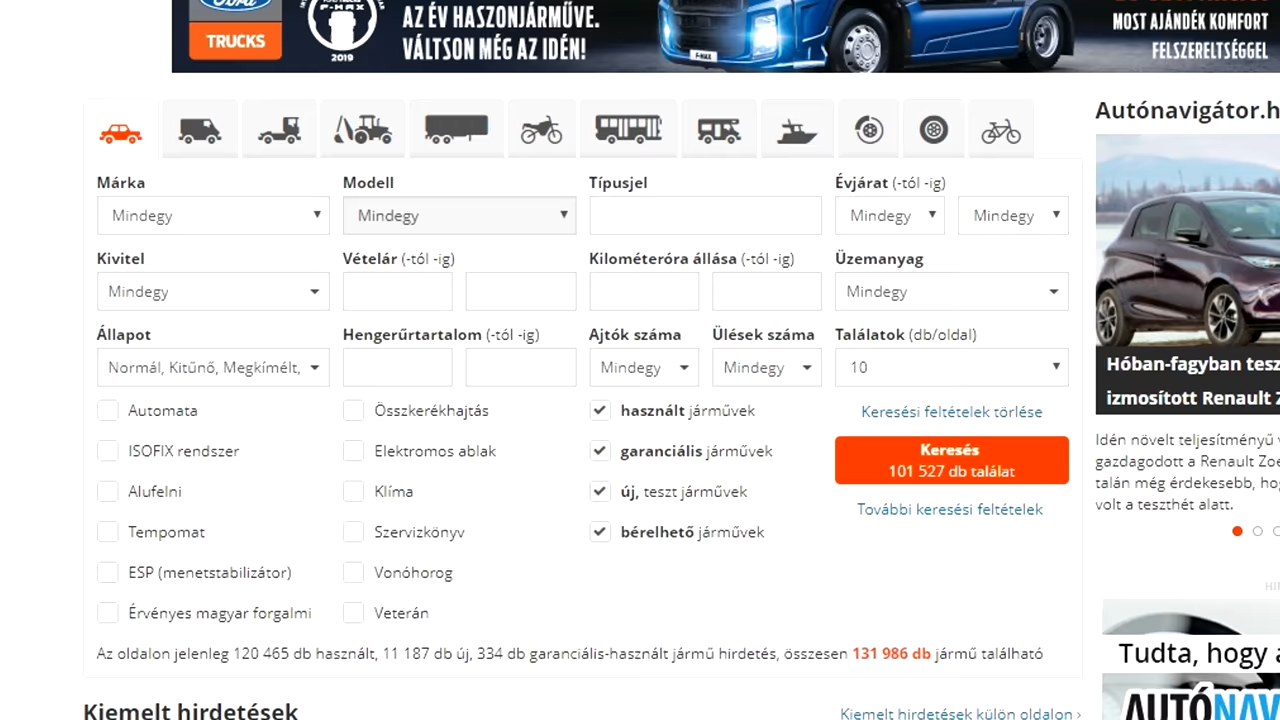 Ford
TRUCKS
F-MAX
2019
AZ ÉV HASZONJÁRMŰVE.
VÁLTSON MÉG AZ IDÉN!
F-MAX
MOST AJÁNDÉK KOMFORT
FELSZERELTSÉGGEL
Autónavigátor.h
Márka
Modell
Típusjel
Évjárat (-tól -ig)
Mindegy
Mindegy
Mindegy
Mindegy
Kivitel
Vételár (-tól -ig)
Kilométeróra állása (-tól -ig)
Üzemanyag
Mindegy
Mindegy
Állapot
Hengerűrtartalom (-tól -ig)
Ajtók száma
Ülések száma
Találatok (db/oldal)
Normál, Kitűnő, Megkímélt,
Mindegy
Mindegy
10
Automata
Összkerékhajtás
használt járművek
Keresési feltételek törlése
ISOFIX rendszer
Elektromos ablak
garanciális járművek
Keresés
101 527 db találat
Alufelni
Klíma
új, teszt járművek
További keresési feltételek
Tempomat
Szervizkönyv
bérelhető járművek
ESP (menetstabilizátor)
Vonóhorog
Érvényes magyar forgalmi
Veterán
Az oldalon jelenleg 120 465 db használt, 11 187 db új, 334 db garanciális-használt jármű hirdetés, összesen 131 986 db jármű található
Kiemelt hirdetések
Kiemelt hirdetések külön oldalon ›
Hóban-fagyban tesz
izmosított Renault Z
Idén növelt teljesítményű v
gazdagodott a Renault Zoe
talán még érdekesebb, hog
volt a teszthét alatt.
HI
Tudta, hogy a
AUTÓNAV